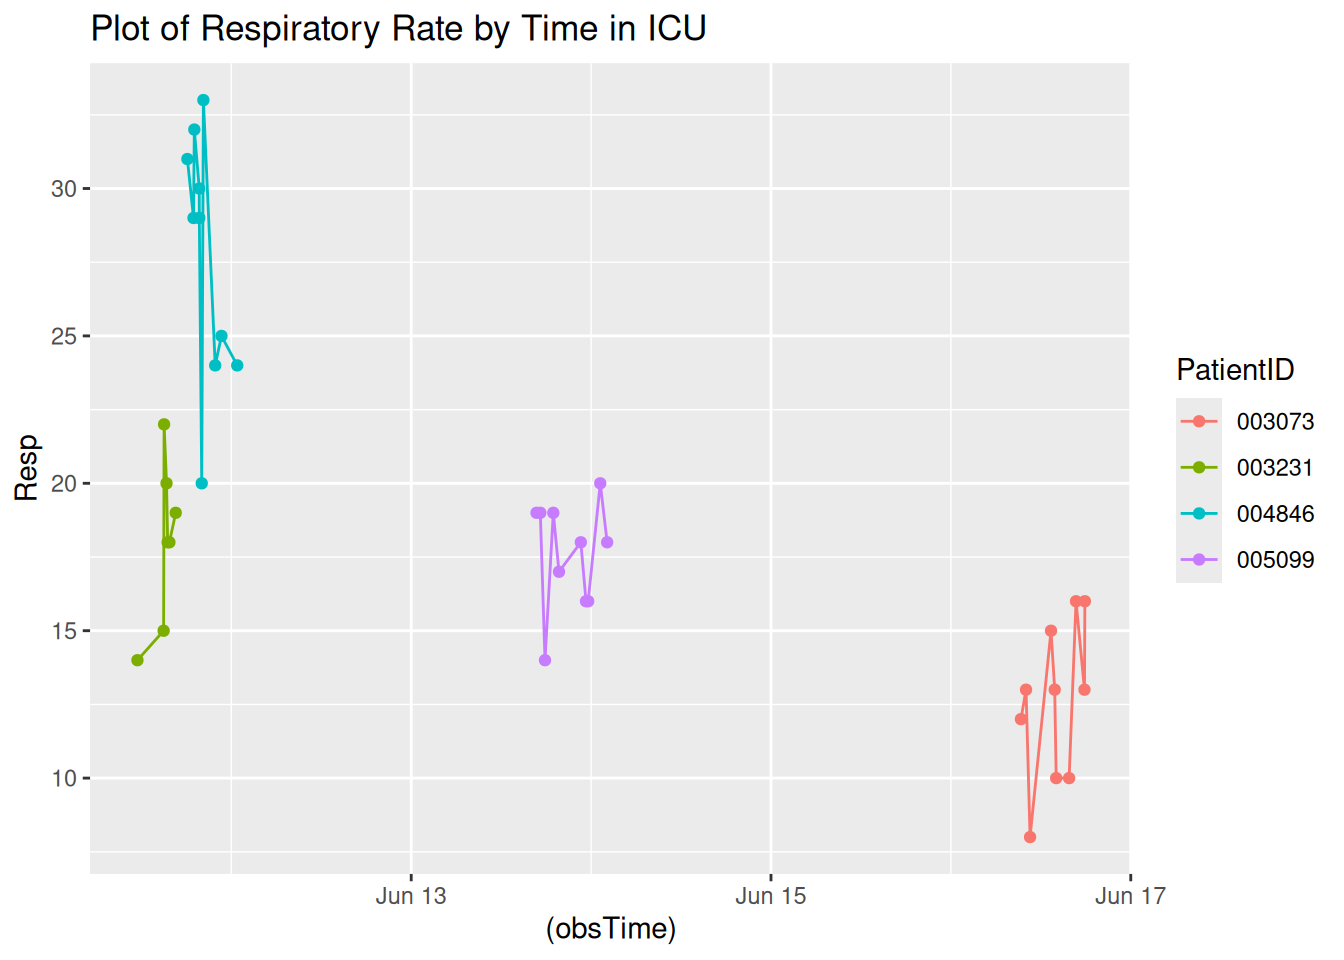 Plot of Respiratory Rate by Time in ICU
Resp
30
25
20
15
10
Jun 13
Jun 15
Jun 17
(obsTime)
PatientID
003073
003231
004846
005099